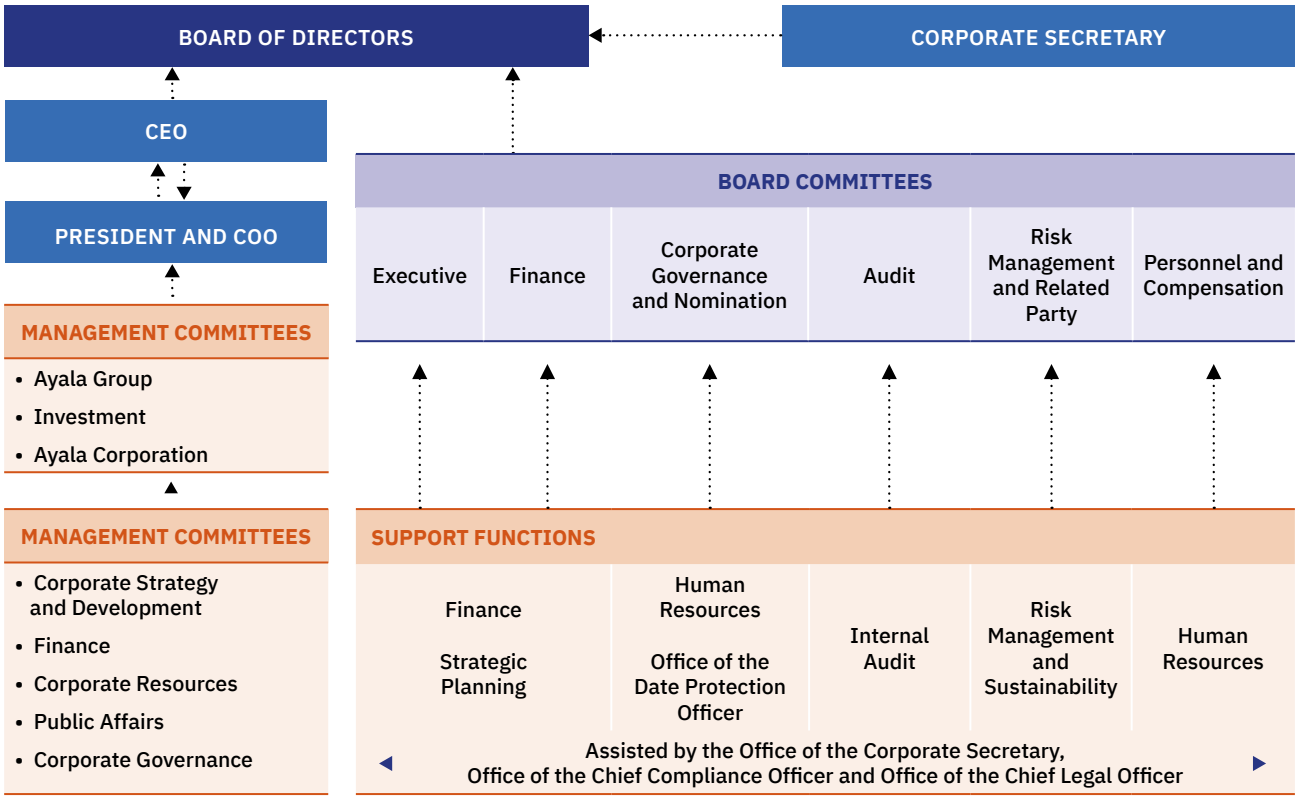 BOARD OF DIRECTORS
CORPORATE SECRETARY
CEO
PRESIDENT AND COO
MANAGEMENT COMMITTEES
• Ayala Group
• Investment
• Ayala Corporation
MANAGEMENT COMMITTEES
• Corporate Strategy
and Development
• Finance
• Corporate Resources
• Public Affairs
• Corporate Governance
BOARD COMMITTEES
Executive
Finance
Corporate
Governance
and Nomination
Audit
Risk
Management
and Related
Party
Personnel and
Compensation
SUPPORT FUNCTIONS
Finance
Strategic
Planning
Human
Resources
Office of the
Date Protection
Officer
Internal
Audit
Risk
Management
and
Sustainability
Human
Resources
Assisted by the Office of the Corporate Secretary,
Office of the Chief Compliance Officer and Office of the Chief Legal Officer